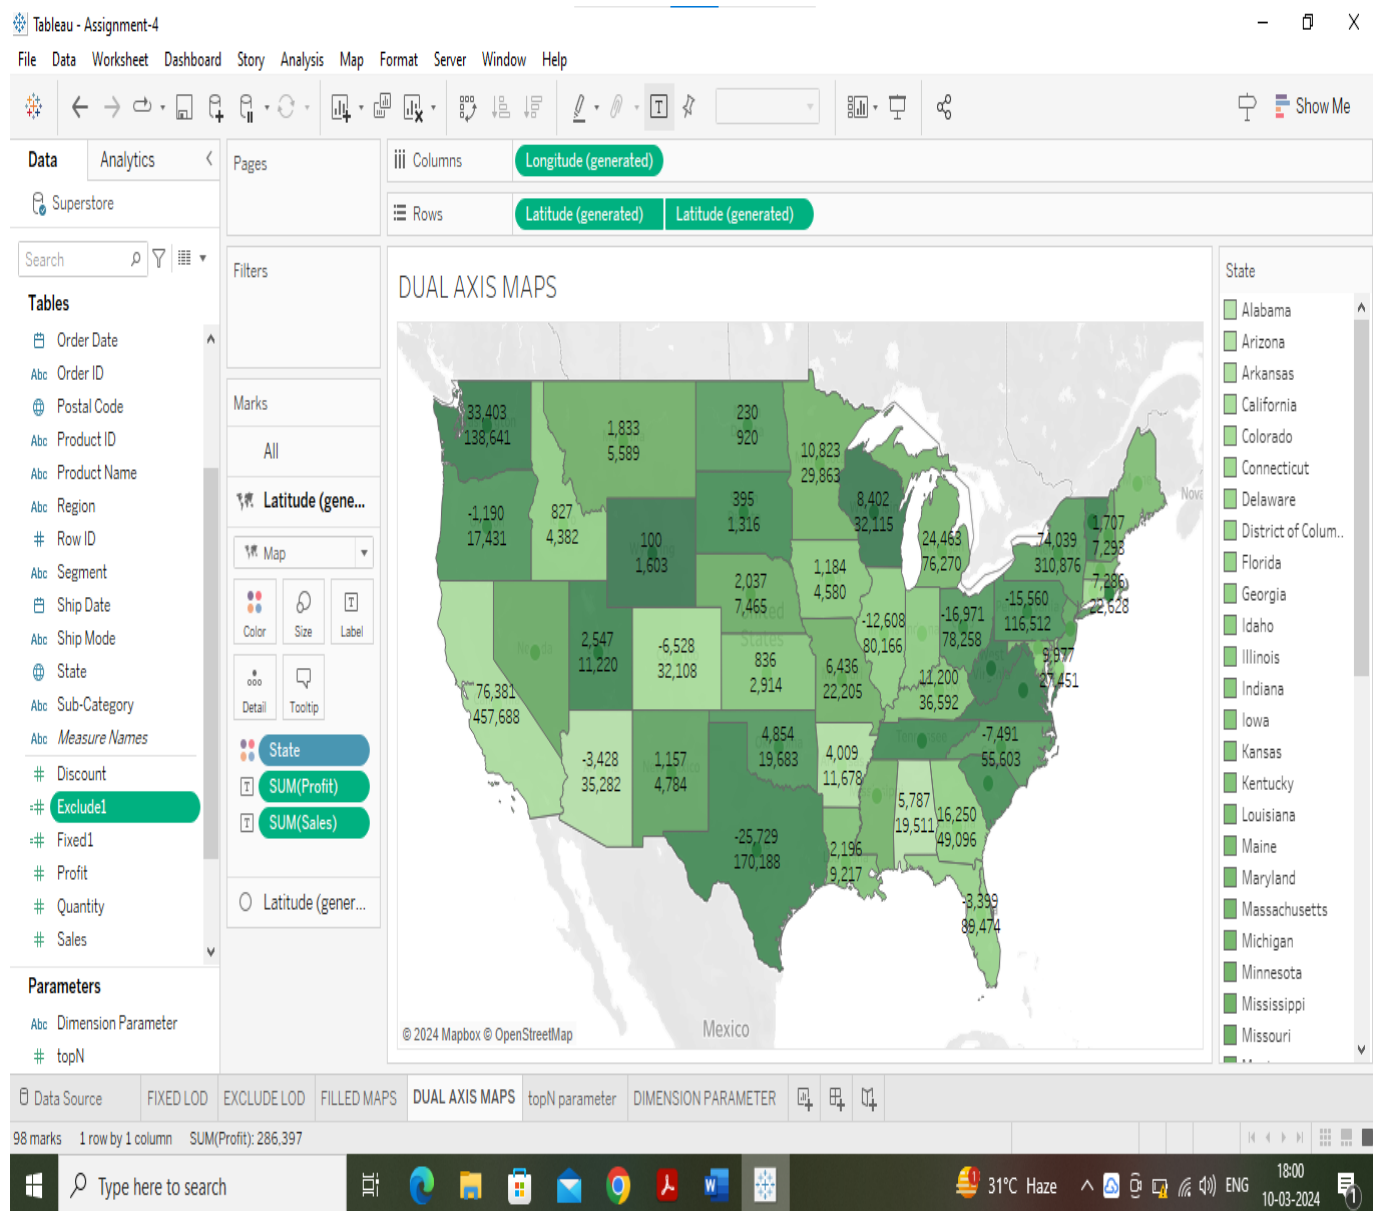 Tableau - Assignment-4
File Data Worksheet Dashboard Story Analysis Map Format Server Window Help
Show Me
Data Analytics
Superstore
Search
Tables
Order Date
Order ID
Postal Code
Product ID
Product Name
Region
Row ID
Segment
Ship Date
Ship Mode
State
Sub-Category
Measure Names
Discount
Exclude1
Fixed1
Profit
Quantity
Sales
Parameters
Dimension Parameter
topN
Pages
Filters
Marks
All
Latitude (gene...
Map
Color Size Label
Detail Tooltip
State
SUM(Profit)
SUM(Sales)
Latitude (gener...
Columns Longitude (generated)
Rows Latitude (generated) Latitude (generated)
DUAL AXIS MAPS
33,403
138,641
1,833
5,589
230
920
10,823
29,863
8,402
32,115
-1,190
17,431
827
4,382
100
1,603
395
1,316
24,463
76,270
74,039
310,876
1,707
7,293
7,286
22,628
1,184
4,580
2,037
7,465
-12,608
80,166
-16,971
78,258
-15,560
116,512
2,547
11,220
-6,528
32,108
836
2,914
6,436
22,205
11,200
36,592
9,977
27,451
76,381
457,688
-3,428
35,282
1,157
4,784
4,854
19,683
4,009
11,678
-7,491
55,603
5,787
19,511
16,250
49,096
-25,729
170,188
2,196
9,217
-3,399
89,474
United
States
Mexico
© 2024 Mapbox © OpenStreetMap
State
Alabama
Arizona
Arkansas
California
Colorado
Connecticut
Delaware
District of Colum..
Florida
Georgia
Idaho
Illinois
Indiana
Iowa
Kansas
Kentucky
Louisiana
Maine
Maryland
Massachusetts
Michigan
Minnesota
Mississippi
Missouri
Data Source FIXED LOD EXCLUDE LOD FILLED MAPS DUAL AXIS MAPS topN parameter DIMENSION PARAMETER
98 marks 1 row by 1 column SUM(Profit): 286,397
Type here to search
31°C Haze ENG
18:00
10-03-2024